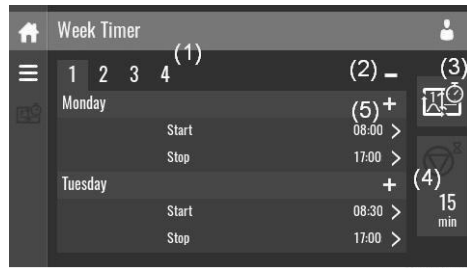 Week Timer
(1)
1 2 3 4 (2) – (3)
Monday (5) +
Start 08:00 >
Stop 17:00 >
Tuesday + (4)
Start 08:30 >
Stop 17:00 >
15
min